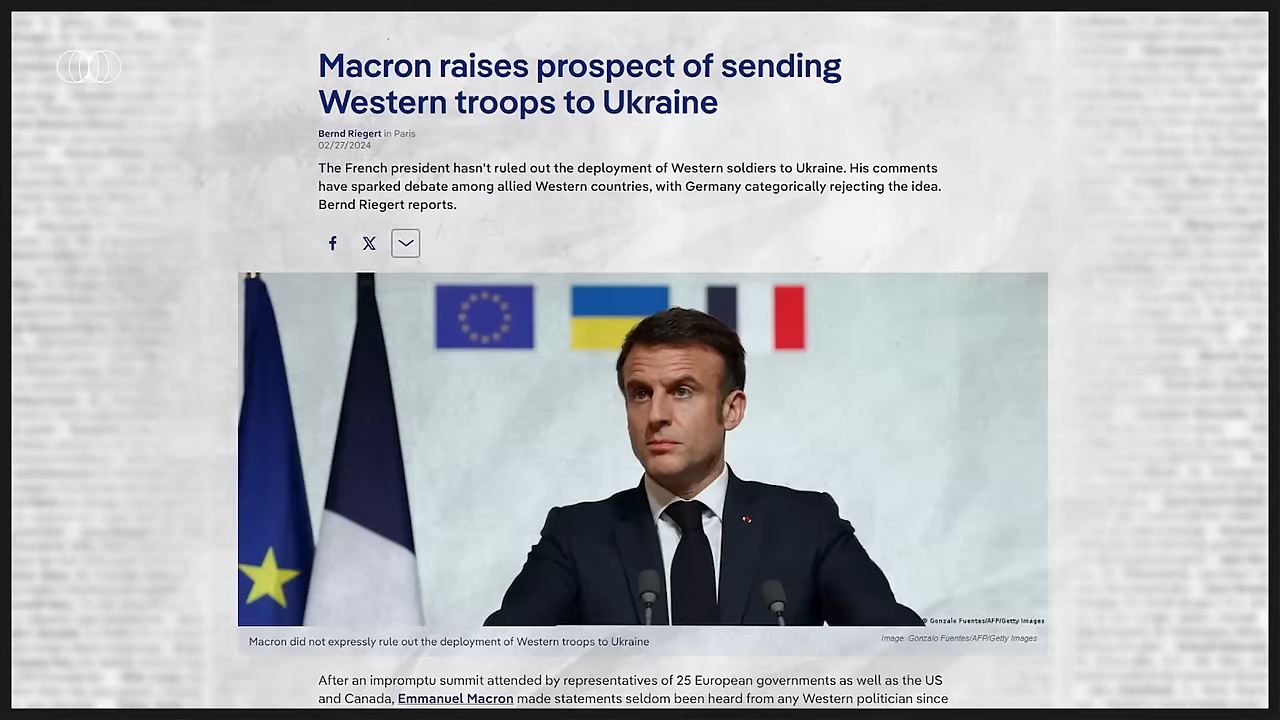 Macron raises prospect of sending
Western troops to Ukraine
Bernd Riegert in Paris
02/27/2024
The French president hasn't ruled out the deployment of Western soldiers to Ukraine. His comments
have sparked debate among allied Western countries, with Germany categorically rejecting the idea.
Bernd Riegert reports.
© Gonzalo Fuentes/AFP/Getty Images
Macron did not expressly rule out the deployment of Western troops to Ukraine
Image: Gonzalo Fuentes/AFP/Getty Images
After an impromptu summit attended by representatives of 25 European governments as well as the US
and Canada, Emmanuel Macron made statements seldom been heard from any Western politician since